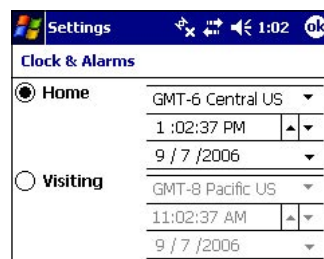 Settings 1:02 ok
Clock & Alarms
Home GMT-6 Central US
1 :02:37 PM
9 / 7 /2006
Visiting GMT-8 Pacific US
11:02:37 AM
9 / 7 /2006